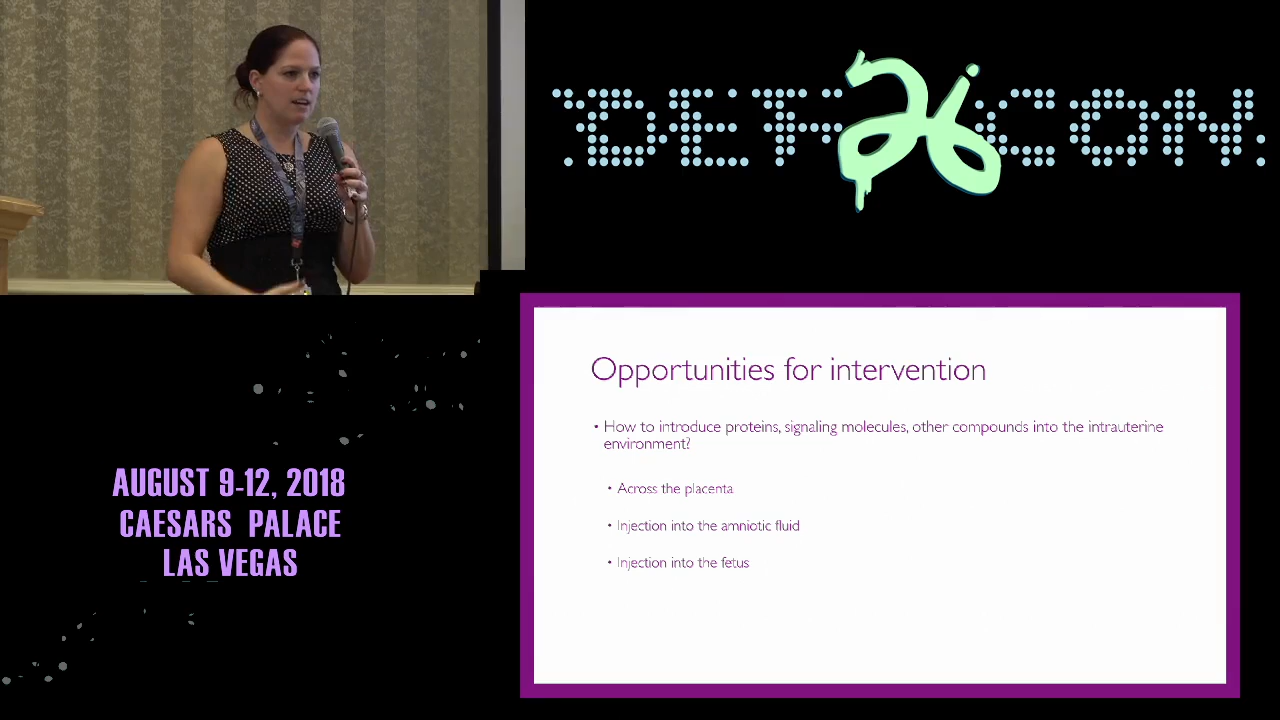 DEF 26 CON
Opportunities for intervention
• How to introduce proteins, signaling molecules, other compounds into the intrauterine
environment?
• Across the placenta
• Injection into the amniotic fluid
• Injection into the fetus
AUGUST 9-12, 2018
CAESARS PALACE
LAS VEGAS